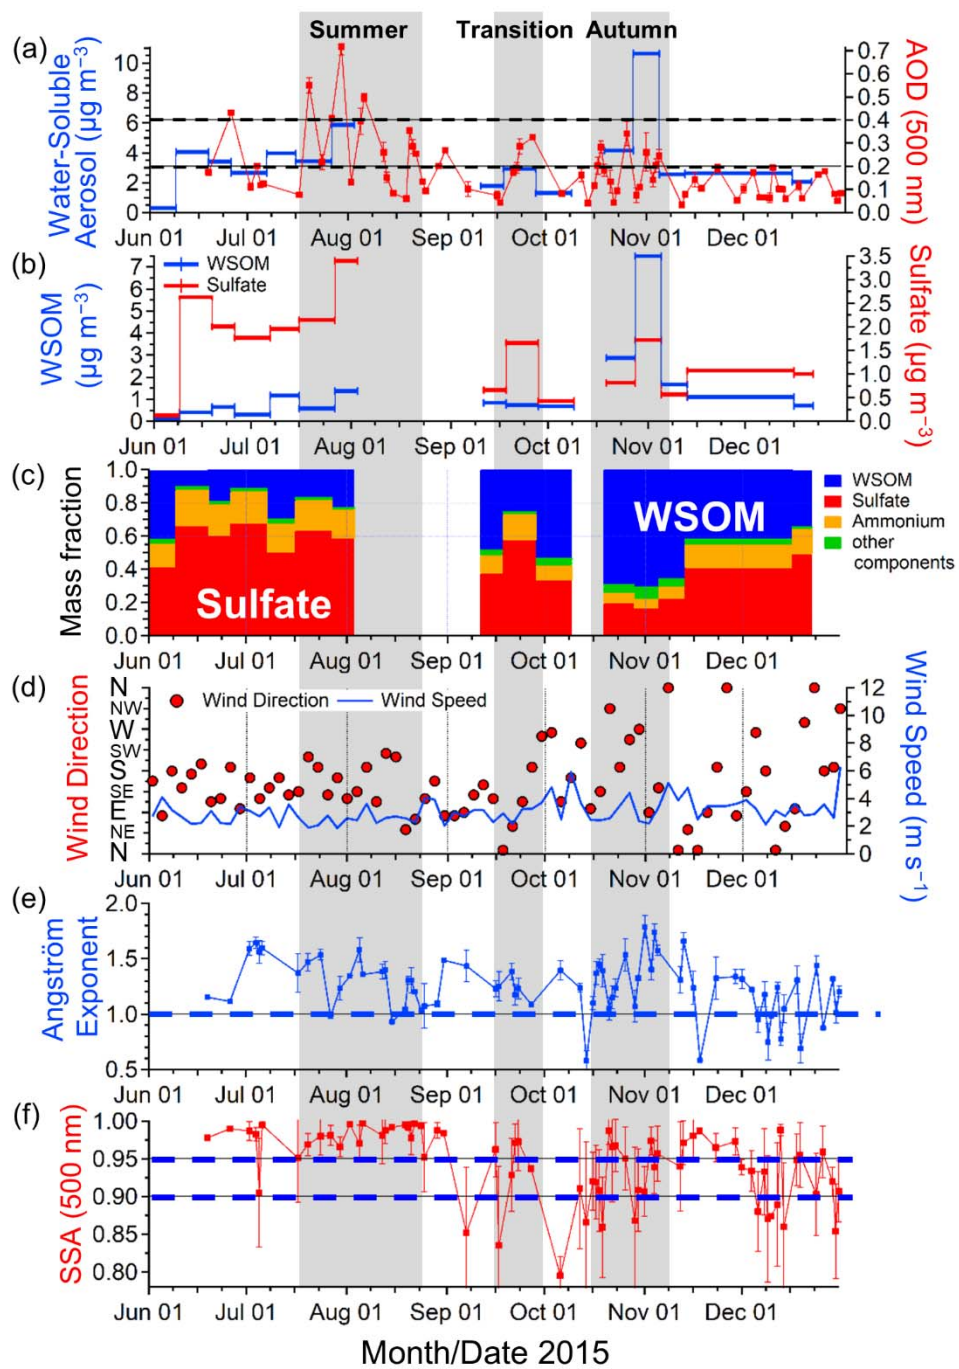 Summer Transition Autumn
(a)
Water-Soluble
Aerosol (µg m⁻³)
10
8
6
4
2
0
0.7
0.6
0.5
0.4
0.3
0.2
0.1
0.0
AOD (500 nm)
Jun 01 Jul 01 Aug 01 Sep 01 Oct 01 Nov 01 Dec 01
(b)
WSOM
(µg m⁻³)
7
6
5
4
3
2
1
0
WSOM
Sulfate
3.5
3.0
2.5
2.0
1.5
1.0
0.5
0.0
Sulfate (µg m⁻³)
Jun 01 Jul 01 Aug 01 Sep 01 Oct 01 Nov 01 Dec 01
(c)
Mass fraction
1.0
0.8
0.6
0.4
0.2
0.0
Sulfate
WSOM
WSOM
Sulfate
Ammonium
other
components
Jun 01 Jul 01 Aug 01 Sep 01 Oct 01 Nov 01 Dec 01
(d)
Wind Direction
N
NW
W
SW
S
SE
E
NE
N
Wind Direction Wind Speed
12
10
8
6
4
2
0
Wind Speed (m s⁻¹)
Jun 01 Jul 01 Aug 01 Sep 01 Oct 01 Nov 01 Dec 01
(e)
Angström
Exponent
2.0
1.5
1.0
0.5
Jun 01 Jul 01 Aug 01 Sep 01 Oct 01 Nov 01 Dec 01
(f)
SSA (500 nm)
1.00
0.95
0.90
0.85
0.80
Jun 01 Jul 01 Aug 01 Sep 01 Oct 01 Nov 01 Dec 01
Month/Date 2015